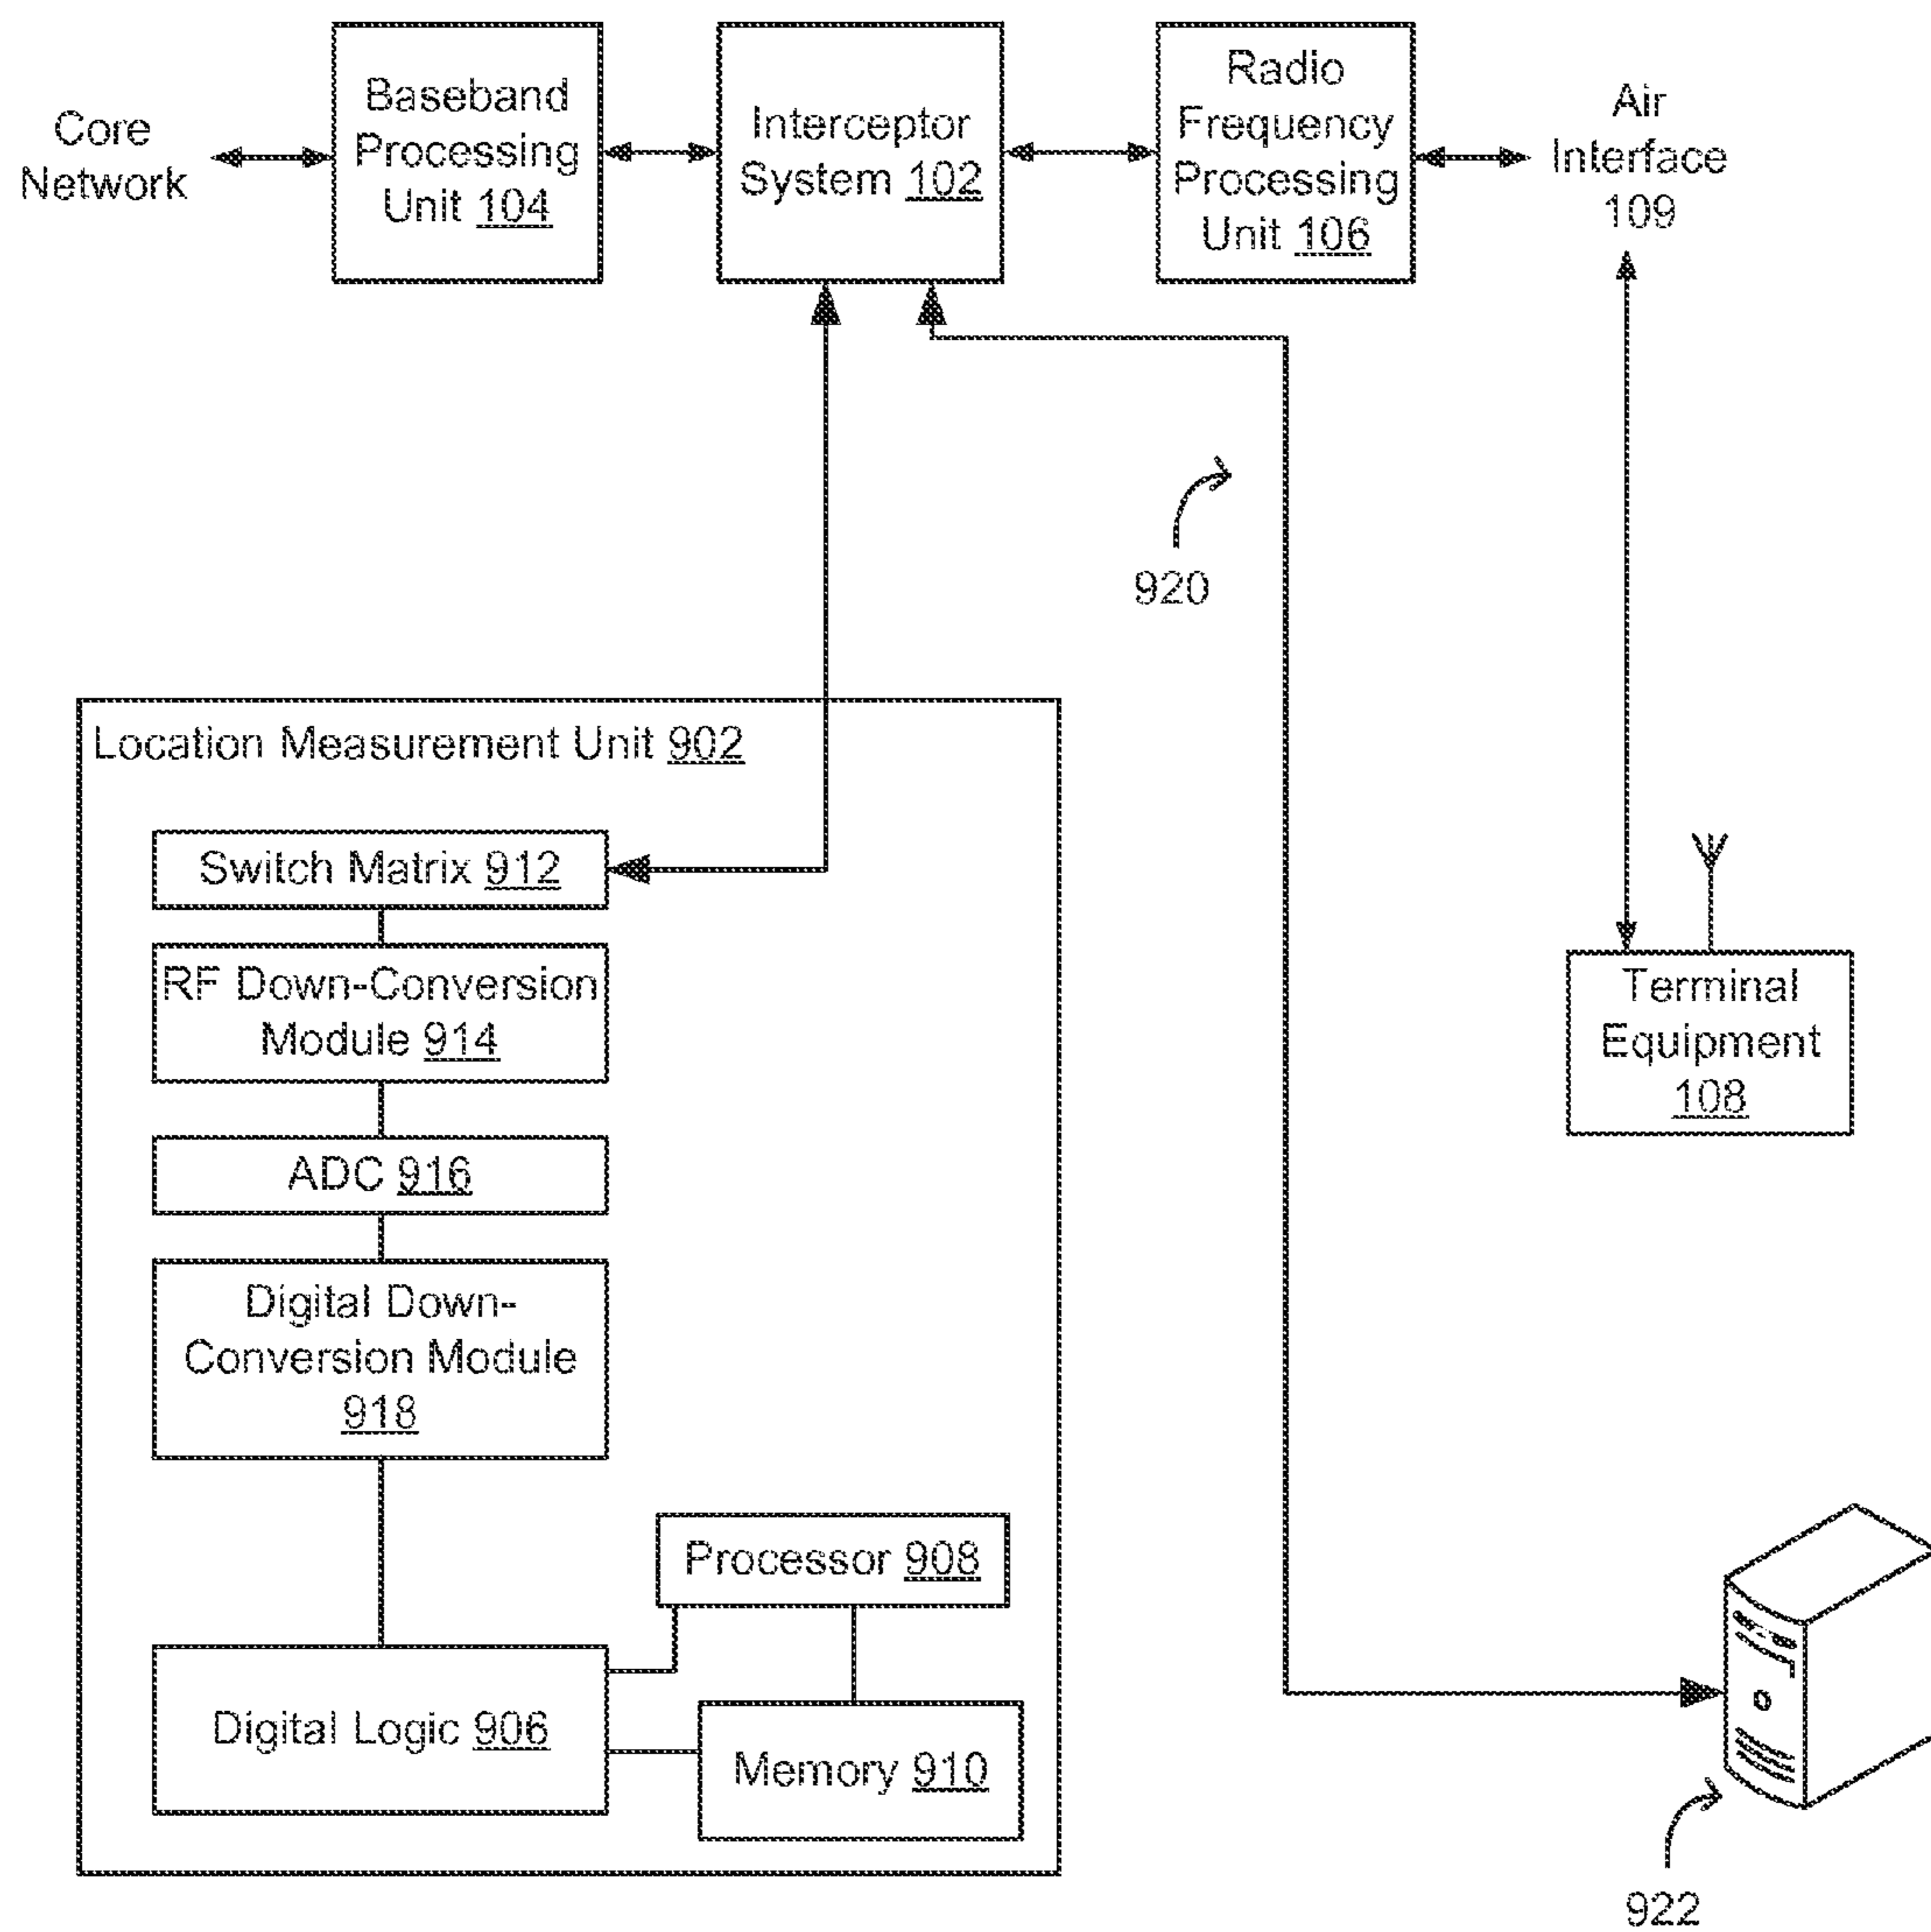 Core
Network
Baseband
Processing
Unit 104
Interceptor
System 102
Radio
Frequency
Processing
Unit 106
Air
Interface
109
920
Location Measurement Unit 902
Switch Matrix 912
RF Down-Conversion
Module 914
ADC 916
Digital Down-
Conversion Module
918
Processor 908
Digital Logic 906
Memory 910
Terminal
Equipment
108
922